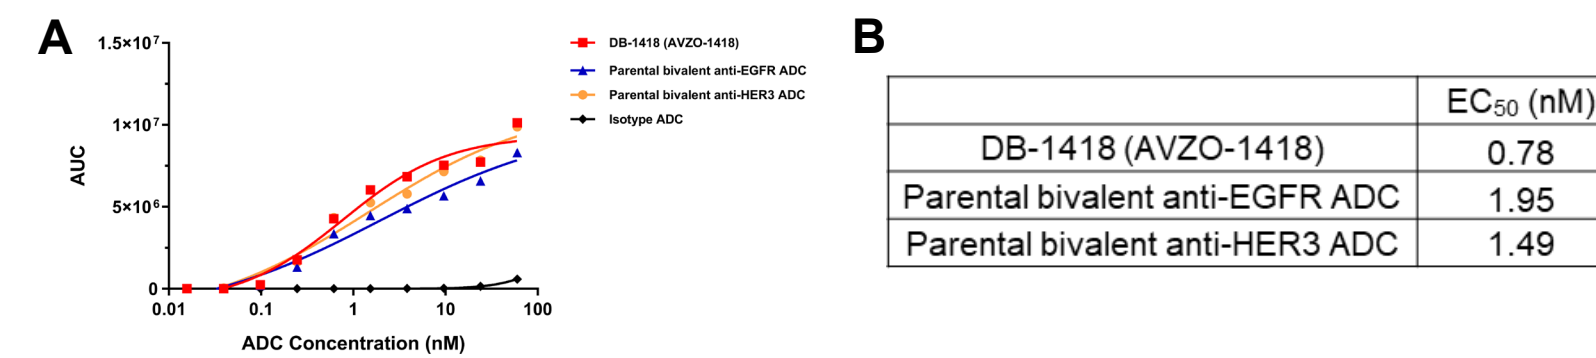 A
1.5×10⁷
1×10⁷
5×10⁶
0
AUC
0.01 0.1 1 10 100
ADC Concentration (nM)
DB-1418 (AVZO-1418)
Parental bivalent anti-EGFR ADC
Parental bivalent anti-HER3 ADC
Isotype ADC
B
EC₅₀ (nM)
DB-1418 (AVZO-1418) 0.78
Parental bivalent anti-EGFR ADC 1.95
Parental bivalent anti-HER3 ADC 1.49